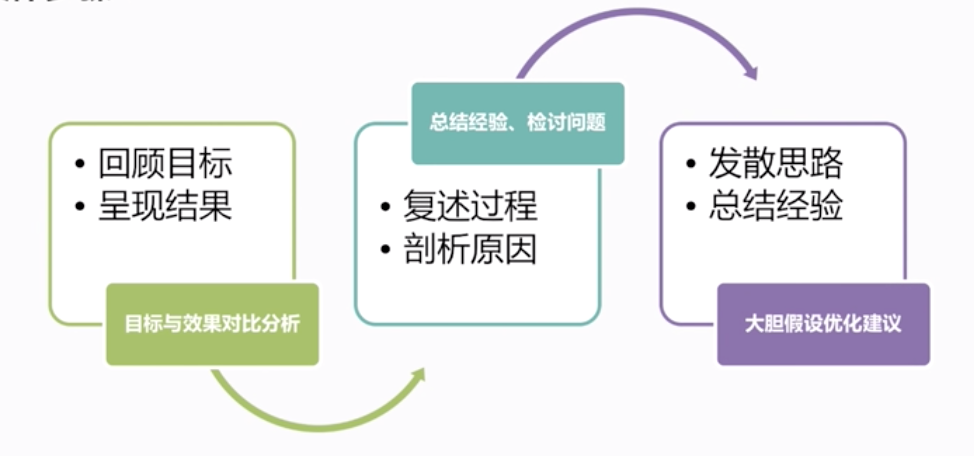 • 回顾目标
• 呈现结果
目标与效果对比分析
总结经验、检讨问题
• 复述过程
• 剖析原因
• 发散思路
• 总结经验
大胆假设优化建议